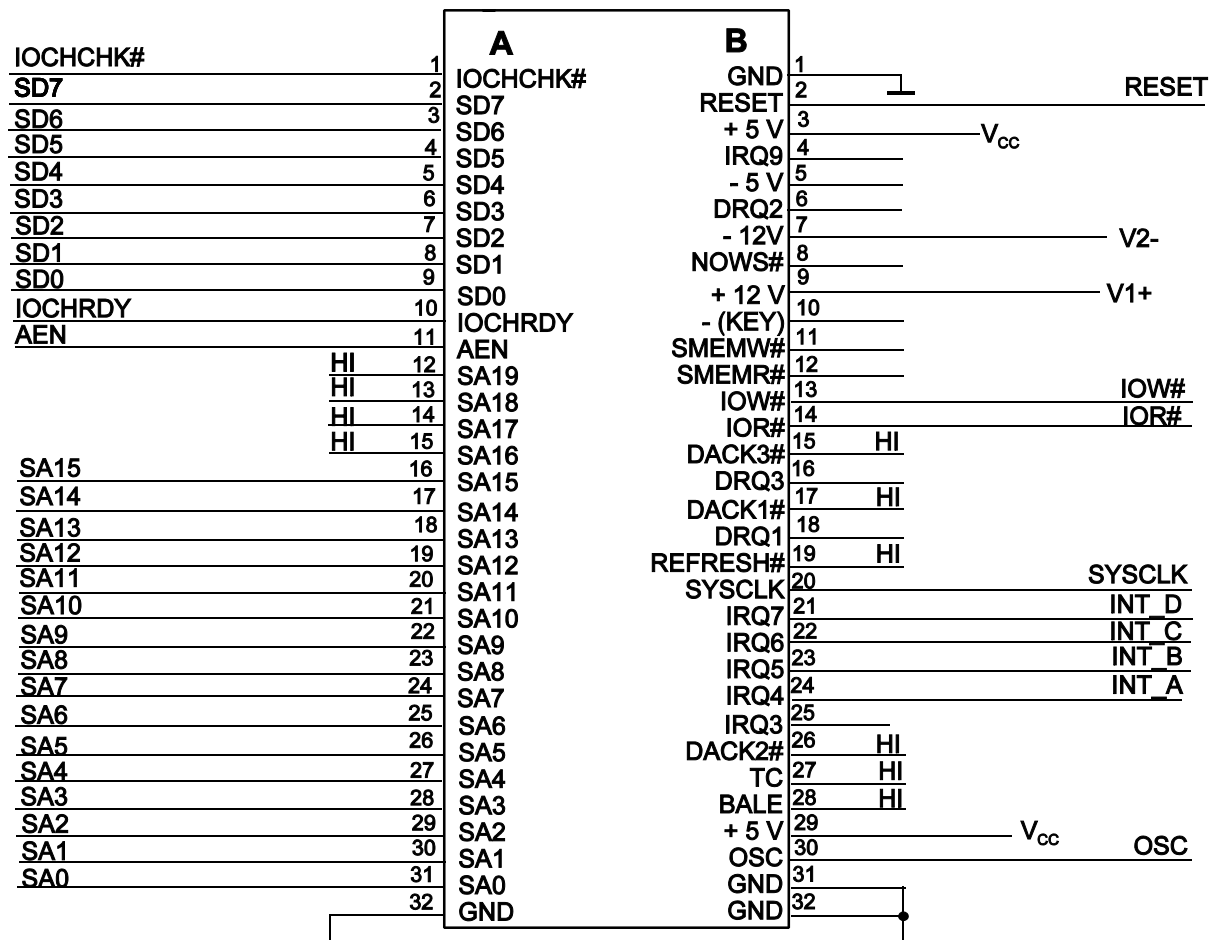 A B
IOCHCHK# 1 IOCHCHK# GND 1
SD7 2 SD7 RESET 2 RESET
SD6 3 SD6 + 5 V 3 VCC
SD5 4 SD5 IRQ9 4
SD4 5 SD4 - 5 V 5
SD3 6 SD3 DRQ2 6
SD2 7 SD2 - 12V 7 V2-
SD1 8 SD1 NOWS# 8
SD0 9 SD0 + 12 V 9 V1+
IOCHRDY 10 IOCHRDY - (KEY) 10
AEN 11 AEN SMEMW# 11
HI 12 SA19 SMEMR# 12
HI 13 SA18 IOW# 13 IOW#
HI 14 SA17 IOR# 14 IOR#
HI 15 SA16 DACK3# 15 HI
SA15 16 SA15 DRQ3 16
SA14 17 SA14 DACK1# 17 HI
SA13 18 SA13 DRQ1 18
SA12 19 SA12 REFRESH# 19 HI
SA11 20 SA11 SYSCLK 20 SYSCLK
SA10 21 SA10 IRQ7 21 INT_D
SA9 22 SA9 IRQ6 22 INT_C
SA8 23 SA8 IRQ5 23 INT_B
SA7 24 SA7 IRQ4 24 INT_A
SA6 25 SA6 IRQ3 25
SA5 26 SA5 DACK2# 26 HI
SA4 27 SA4 TC 27 HI
SA3 28 SA3 BALE 28 HI
SA2 29 SA2 + 5 V 29 VCC
SA1 30 SA1 OSC 30 OSC
SA0 31 SA0 GND 31
32 GND GND 32